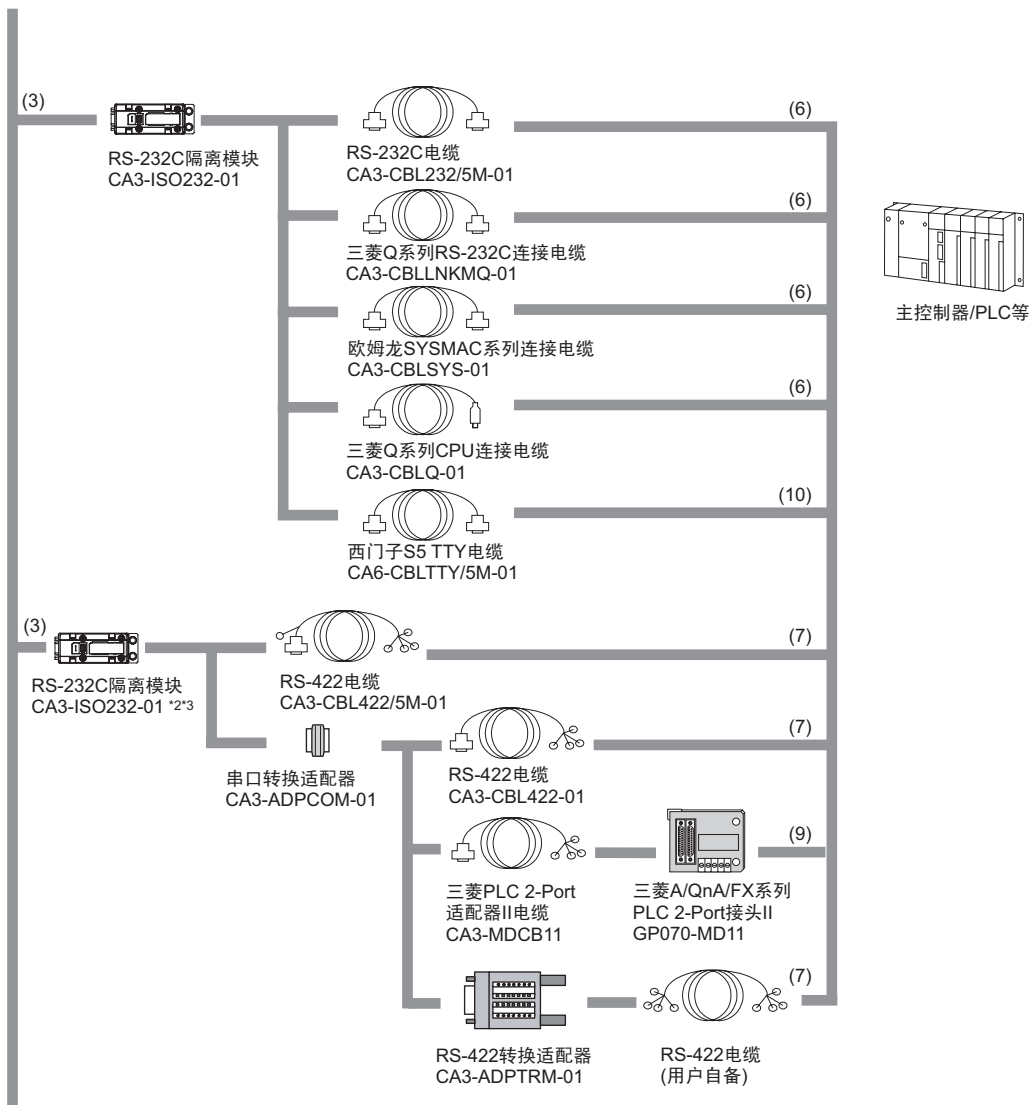 (3)
RS-232C隔离模块
CA3-ISO232-01
RS-232C电缆
CA3-CBL232/5M-01
(6)
三菱Q系列RS-232C连接电缆
CA3-CBLLNKMQ-01
(6)
主控制器/PLC等
欧姆龙SYSMAC系列连接电缆
CA3-CBLSYS-01
(6)
三菱Q系列CPU连接电缆
CA3-CBLQ-01
(6)
西门子S5 TTY电缆
CA6-CBLTTY/5M-01
(10)
(3)
RS-232C隔离模块
CA3-ISO232-01 *2*3
RS-422电缆
CA3-CBL422/5M-01
(7)
串口转换适配器
CA3-ADPCOM-01
RS-422电缆
CA3-CBL422-01
(7)
三菱PLC 2-Port
适配器II电缆
CA3-MDCB11
三菱A/QnA/FX系列
PLC 2-Port接头II
GP070-MD11
(9)
RS-422转换适配器
CA3-ADPTRM-01
RS-422电缆
(用户自备)
(7)